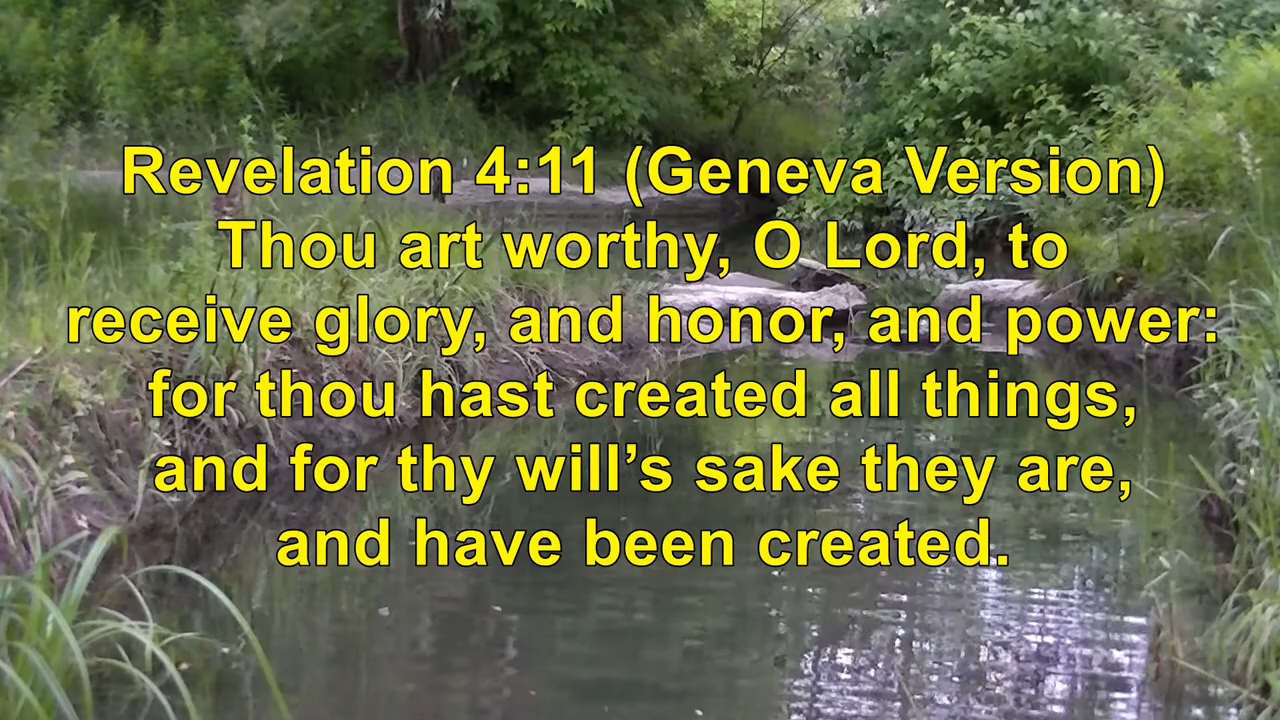 Revelation 4:11 (Geneva Version)
Thou art worthy, O Lord, to
receive glory, and honor, and power:
for thou hast created all things,
and for thy will’s sake they are,
and have been created.